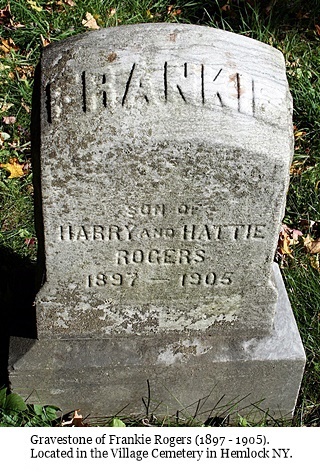 FRANKIE
SON OF
HARRY AND HATTIE
ROGERS
1897 — 1905
Gravestone of Frankie Rogers (1897 - 1905).
Located in the Village Cemetery in Hemlock NY.